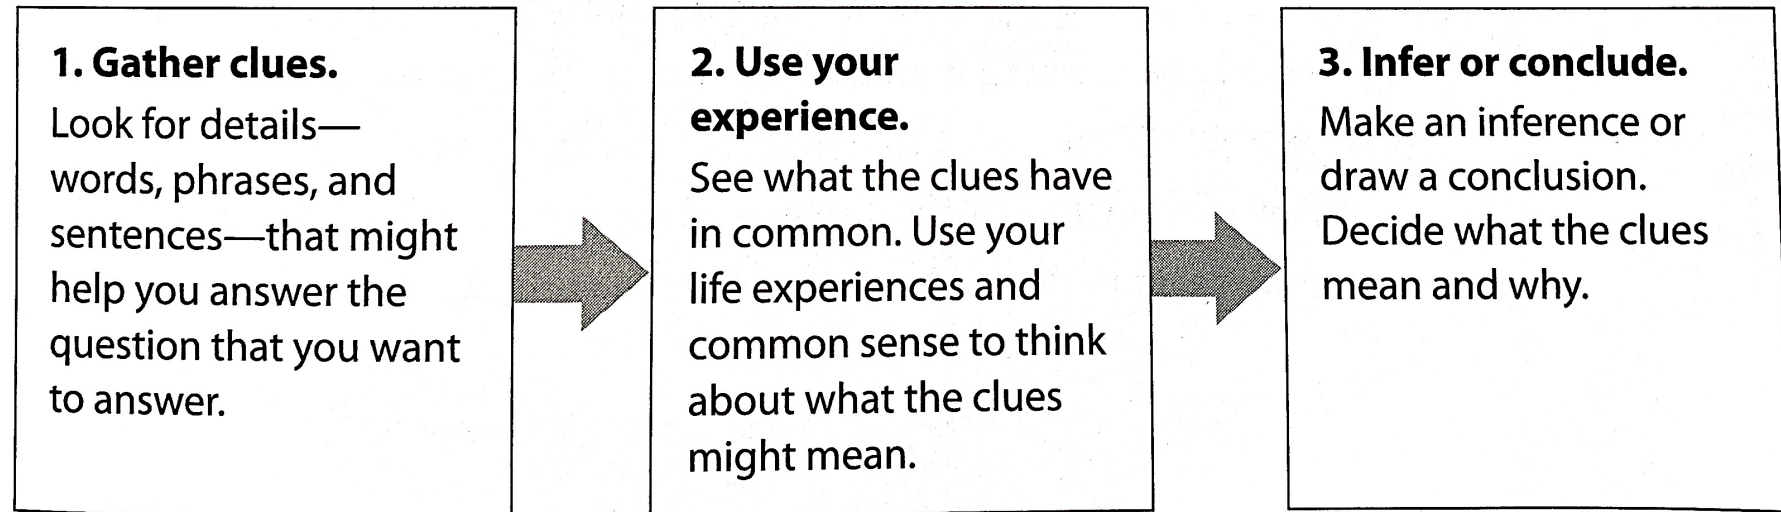 1. Gather clues.
Look for details—
words, phrases, and
sentences—that might
help you answer the
question that you want
to answer.
2. Use your
experience.
See what the clues have
in common. Use your
life experiences and
common sense to think
about what the clues
might mean.
3. Infer or conclude.
Make an inference or
draw a conclusion.
Decide what the clues
mean and why.